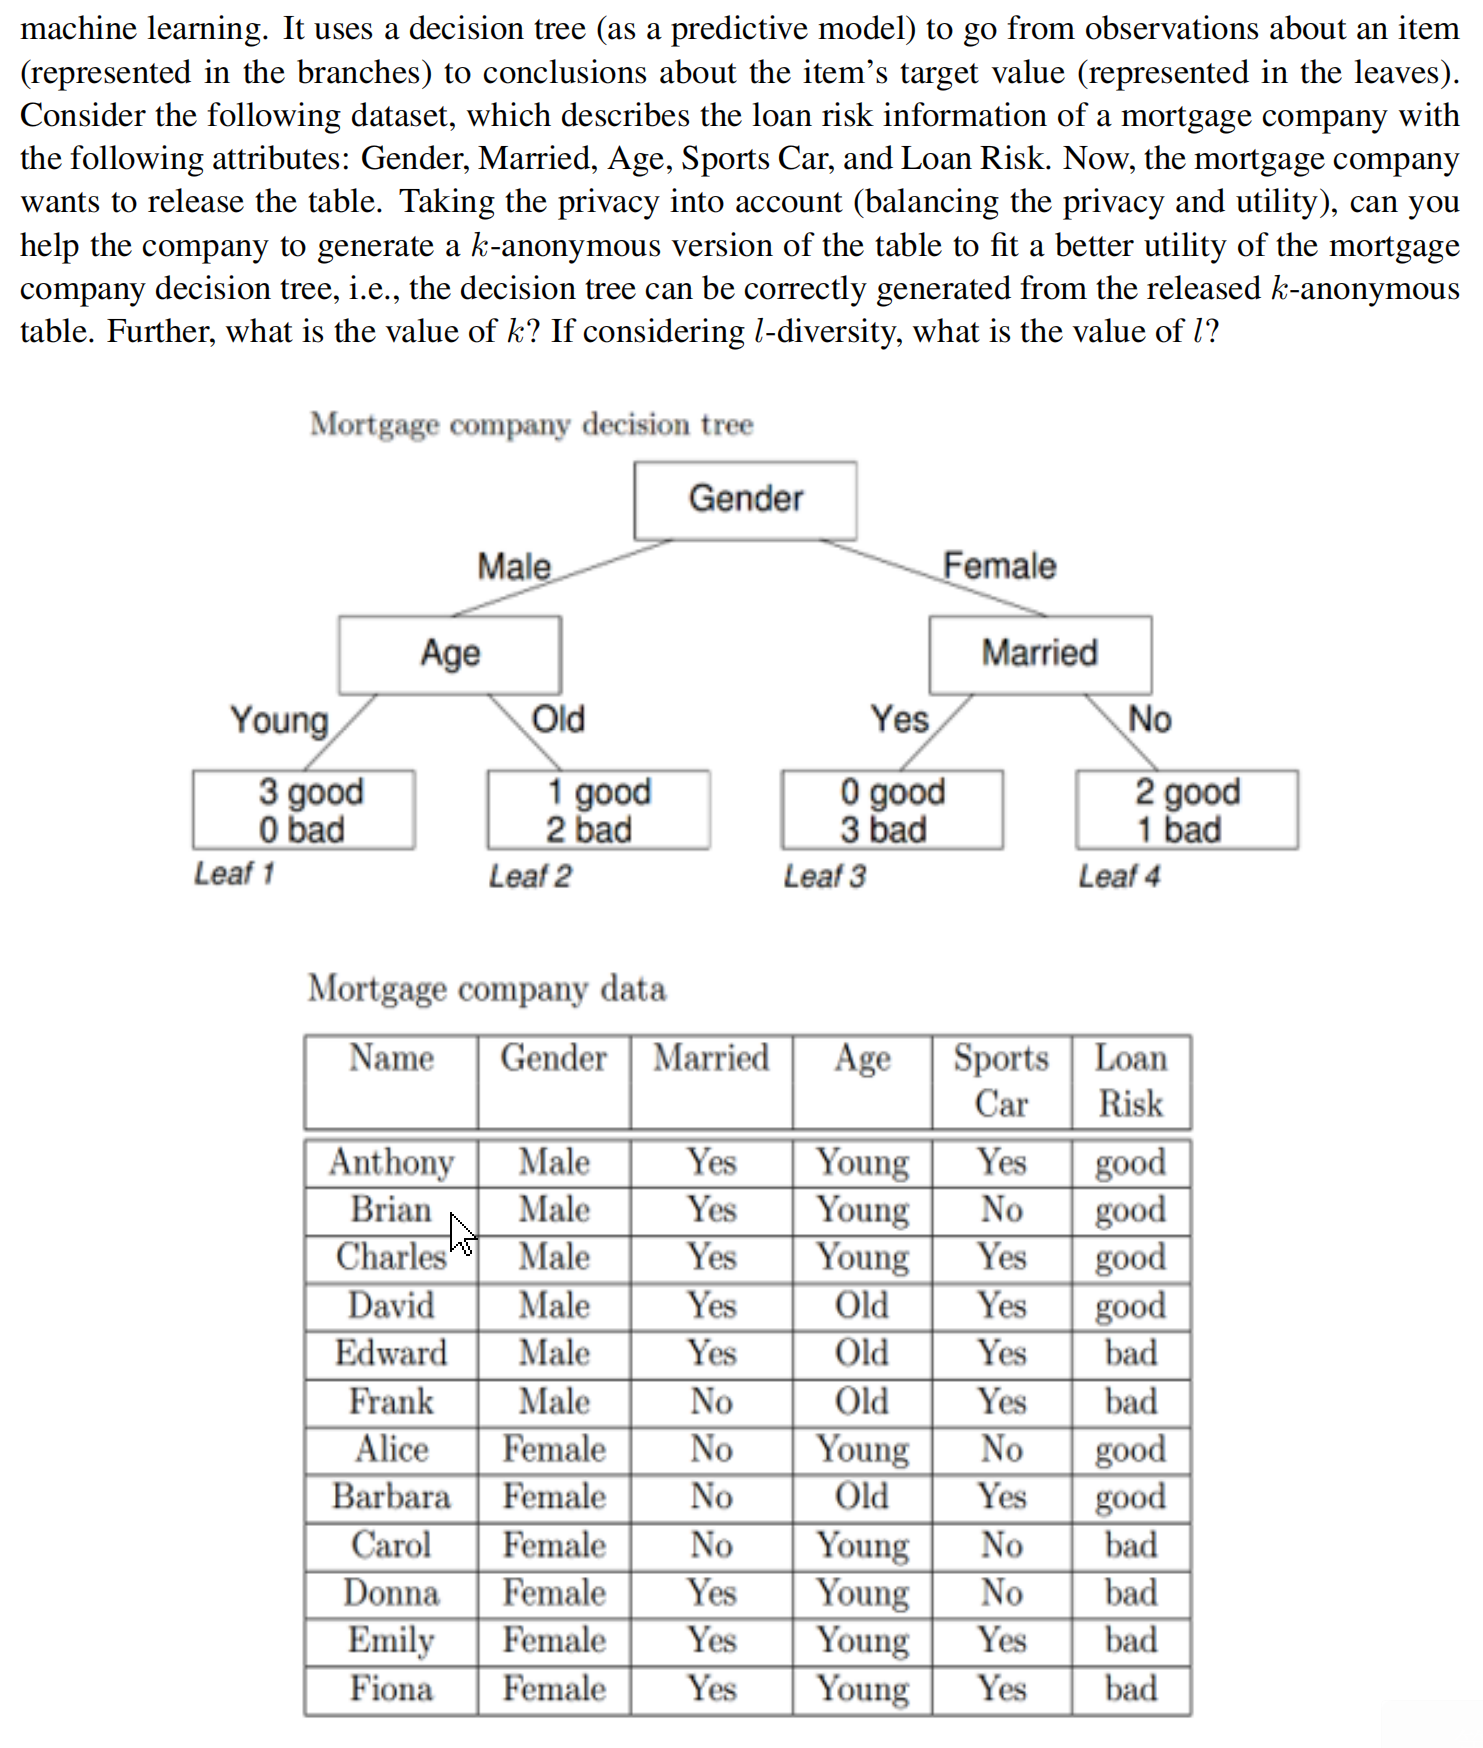 machine learning. It uses a decision tree (as a predictive model) to go from observations about an item
(represented in the branches) to conclusions about the item's target value (represented in the leaves).
Consider the following dataset, which describes the loan risk information of a mortgage company with
the following attributes: Gender, Married, Age, Sports Car, and Loan Risk. Now, the mortgage company
wants to release the table. Taking the privacy into account (balancing the privacy and utility), can you
help the company to generate a k-anonymous version of the table to fit a better utility of the mortgage
company decision tree, i.e., the decision tree can be correctly generated from the released k-anonymous
table. Further, what is the value of k? If considering l-diversity, what is the value of l?
Mortgage company decision tree
Gender
Male Female
Age Married
Young Old Yes No
3 good 1 good 0 good 2 good
0 bad 2 bad 3 bad 1 bad
Leaf 1 Leaf 2 Leaf 3 Leaf 4
Mortgage company data
Name Gender Married Age Sports Loan
Car Risk
Anthony Male Yes Young Yes good
Brian Male Yes Young No good
Charles Male Yes Young Yes good
David Male Yes Old Yes good
Edward Male Yes Old Yes bad
Frank Male No Old Yes bad
Alice Female No Young No good
Barbara Female No Old Yes good
Carol Female No Young No bad
Donna Female Yes Young No bad
Emily Female Yes Young Yes bad
Fiona Female Yes Young Yes bad